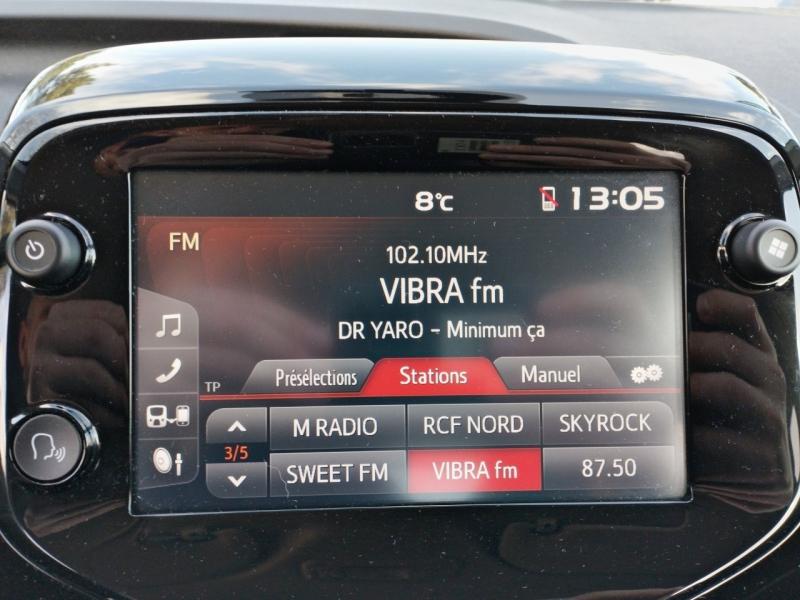 8°C 13:05
FM
102.10MHz
VIBRA fm
DR YARO - Minimum ça
TP
Présélections Stations Manuel
M RADIO RCF NORD SKYROCK
3/5
SWEET FM VIBRA fm 87.50